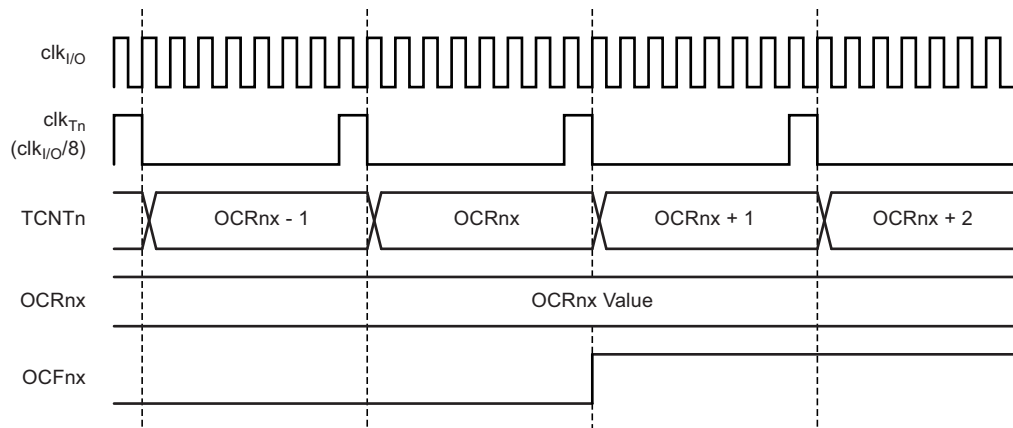 clkI/O
clkTn
(clkI/O/8)
TCNTn
OCRnx - 1
OCRnx
OCRnx + 1
OCRnx + 2
OCRnx
OCRnx Value
OCFnx